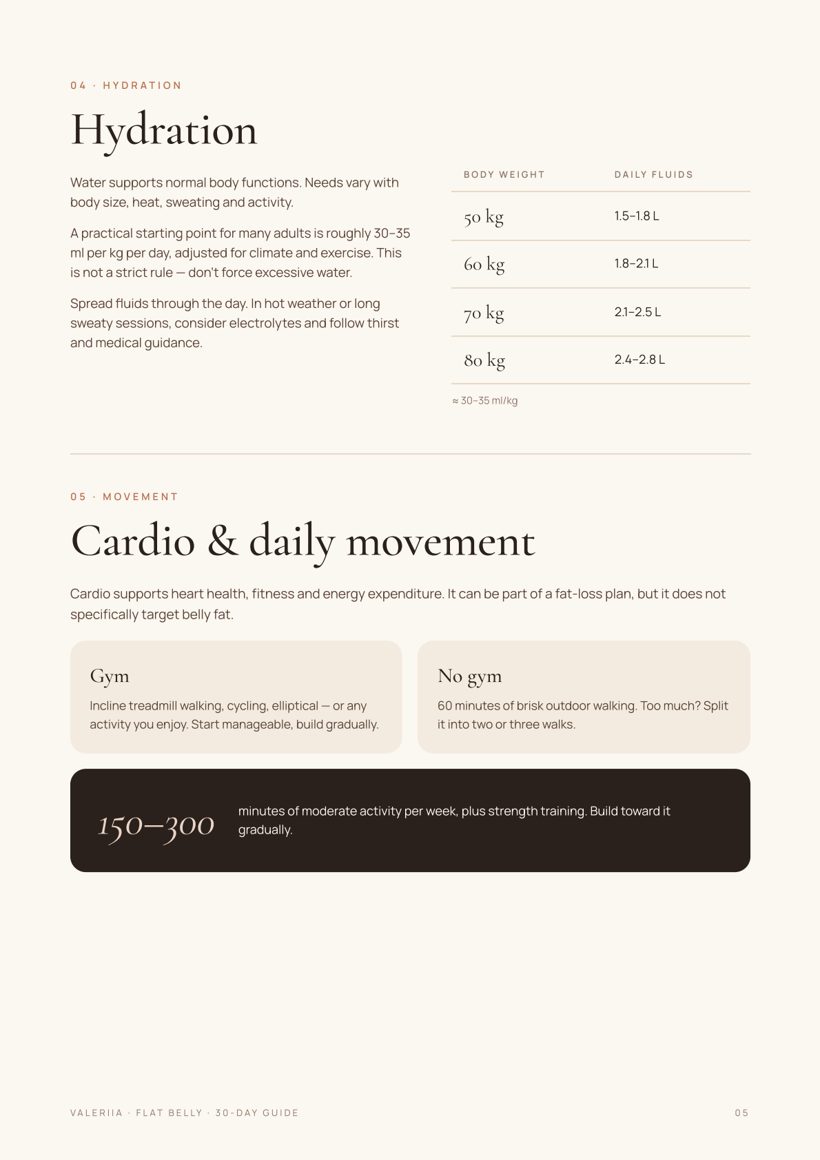 04 · HYDRATION
Hydration
Water supports normal body functions. Needs vary with
body size, heat, sweating and activity.
A practical starting point for many adults is roughly 30–35
ml per kg per day, adjusted for climate and exercise. This
is not a strict rule — don't force excessive water.
Spread fluids through the day. In hot weather or long
sweaty sessions, consider electrolytes and follow thirst
and medical guidance.
BODY WEIGHT DAILY FLUIDS
50 kg 1.5–1.8 L
60 kg 1.8–2.1 L
70 kg 2.1–2.5 L
80 kg 2.4–2.8 L
≈ 30–35 ml/kg
05 · MOVEMENT
Cardio & daily movement
Cardio supports heart health, fitness and energy expenditure. It can be part of a fat-loss plan, but it does not
specifically target belly fat.
Gym
Incline treadmill walking, cycling, elliptical — or any
activity you enjoy. Start manageable, build gradually.
No gym
60 minutes of brisk outdoor walking. Too much? Split
it into two or three walks.
150–300
minutes of moderate activity per week, plus strength training. Build toward it
gradually.
VALERIIA · FLAT BELLY · 30-DAY GUIDE
05